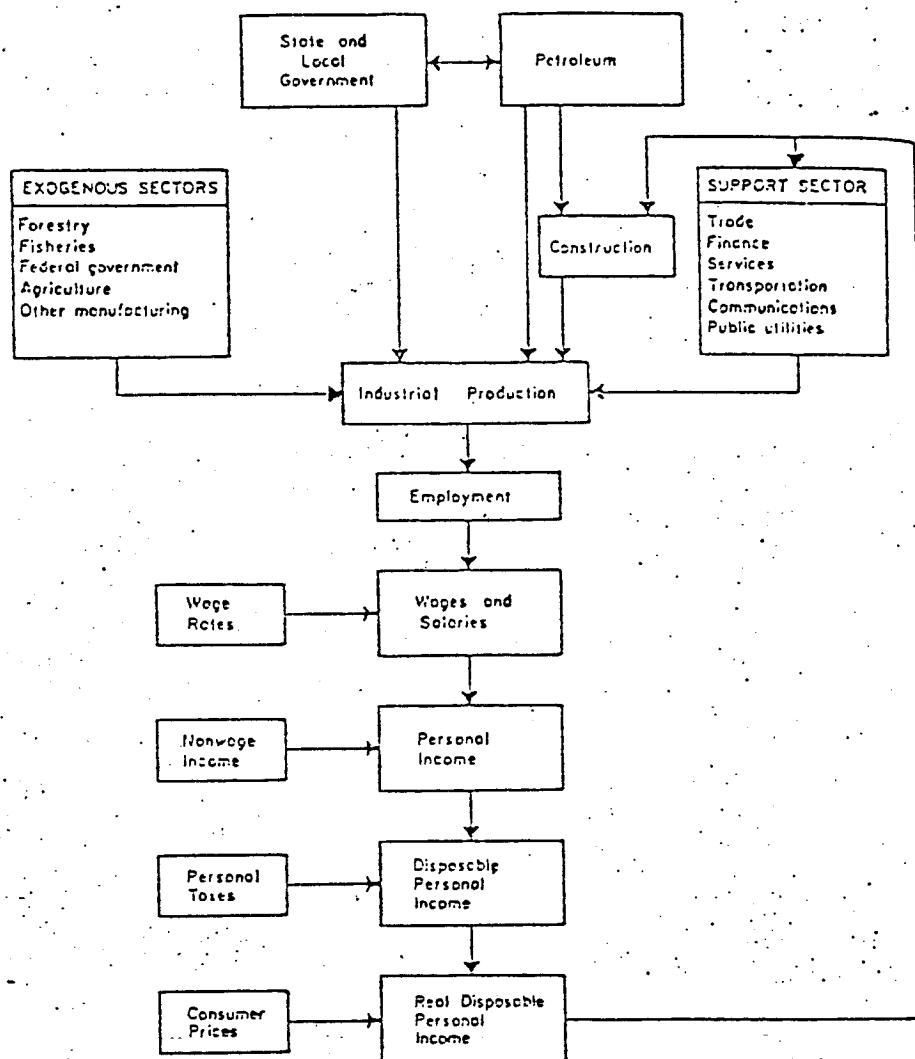 State and
Local
Government
Petroleum
EXOGENOUS SECTORS
Forestry
Fisheries
Federal government
Agriculture
Other manufacturing
Construction
SUPPORT SECTOR
Trade
Finance
Services
Transportation
Communications
Public utilities
Industrial Production
Employment
Wage
Rates
Wages and
Salaries
Nonwage
Income
Personal
Income
Personal
Taxes
Disposable
Personal
Income
Consumer
Prices
Real Disposable
Personal
Income